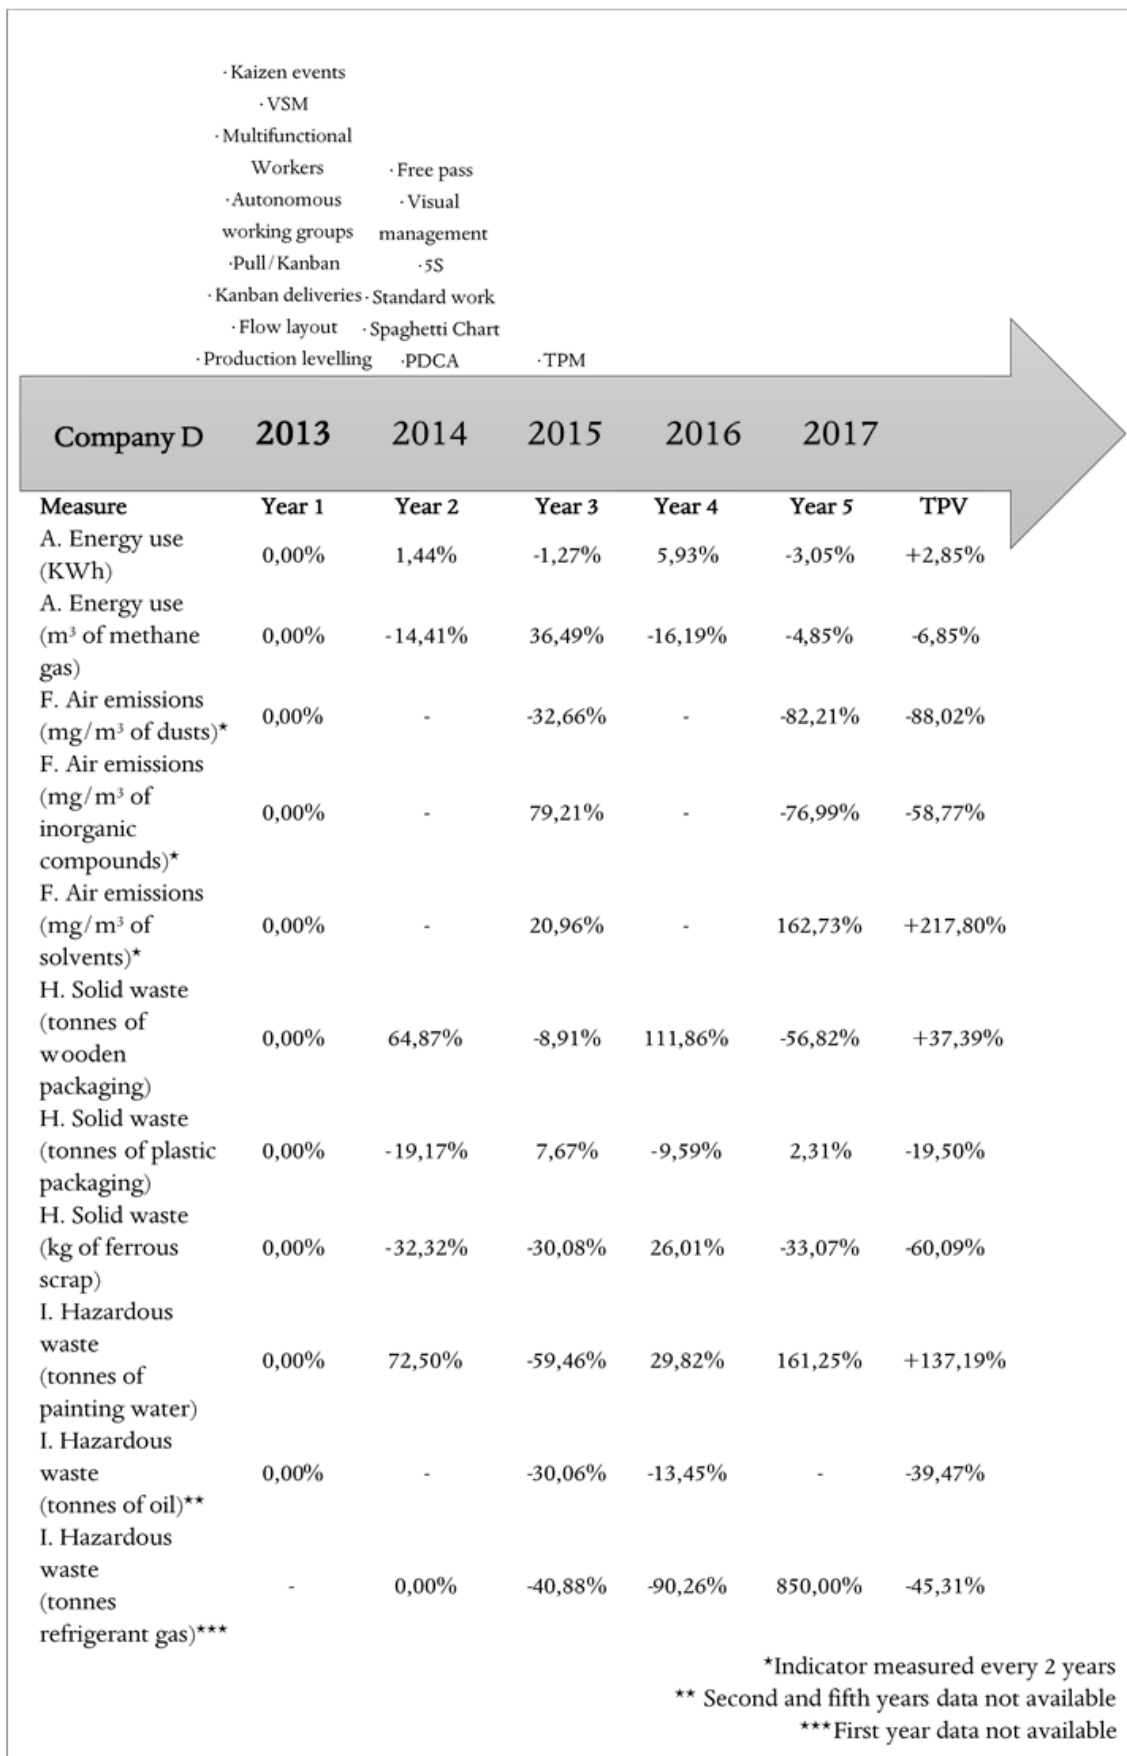 · Kaizen events
· VSM
· Multifunctional
Workers
· Free pass
·Autonomous
· Visual
working groups
management
·Pull/Kanban
·5S
· Kanban deliveries
· Standard work
· Flow layout
· Spaghetti Chart
· Production levelling
·PDCA
·TPM
Company D 2013 2014 2015 2016 2017
Measure Year 1 Year 2 Year 3 Year 4 Year 5 TPV
A. Energy use
(KWh)
0,00% 1,44% -1,27% 5,93% -3,05% +2,85%
A. Energy use
(m³ of methane
gas)
0,00% -14,41% 36,49% -16,19% -4,85% -6,85%
F. Air emissions
(mg/m³ of dusts)*
0,00% - -32,66% - -82,21% -88,02%
F. Air emissions
(mg/m³ of
inorganic
compounds)*
0,00% - 79,21% - -76,99% -58,77%
F. Air emissions
(mg/m³ of
solvents)*
0,00% - 20,96% - 162,73% +217,80%
H. Solid waste
(tonnes of
wooden
packaging)
0,00% 64,87% -8,91% 111,86% -56,82% +37,39%
H. Solid waste
(tonnes of plastic
packaging)
0,00% -19,17% 7,67% -9,59% 2,31% -19,50%
H. Solid waste
(kg of ferrous
scrap)
0,00% -32,32% -30,08% 26,01% -33,07% -60,09%
I. Hazardous
waste
(tonnes of
painting water)
0,00% 72,50% -59,46% 29,82% 161,25% +137,19%
I. Hazardous
waste
(tonnes of oil)**
0,00% - -30,06% -13,45% - -39,47%
I. Hazardous
waste
(tonnes
refrigerant gas)***
- 0,00% -40,88% -90,26% 850,00% -45,31%
*Indicator measured every 2 years
** Second and fifth years data not available
***First year data not available